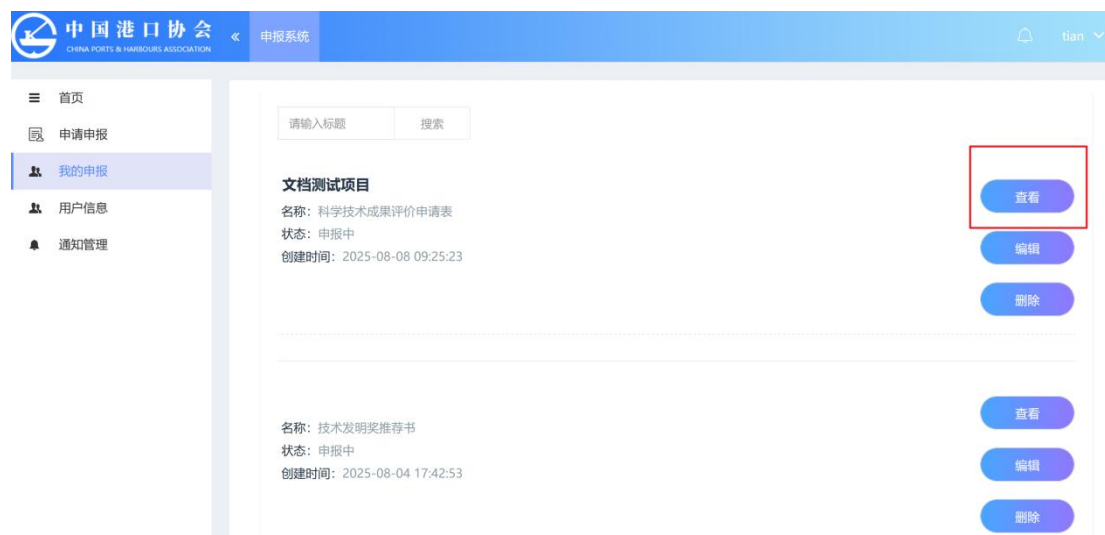 中国港口协会
CHINA PORTS & HARBOURS ASSOCIATION
« 申报系统
tian
首页
申请申报
我的申报
用户信息
通知管理
请输入标题 搜索
文档测试项目
名称：科学技术成果评价申请表
状态：申报中
创建时间：2025-08-08 09:25:23
查看
编辑
删除
名称：技术发明奖推荐书
状态：申报中
创建时间：2025-08-04 17:42:53
查看
编辑
删除